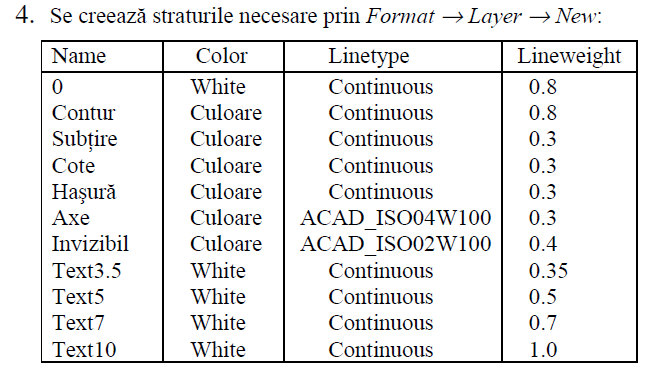 4. Se creează straturile necesare prin Format → Layer → New:
Name Color Linetype Lineweight
0 White Continuous 0.8
Contur Culoare Continuous 0.8
Subțire Culoare Continuous 0.3
Cote Culoare Continuous 0.3
Haşură Culoare Continuous 0.3
Axe Culoare ACAD_ISO04W100 0.3
Invizibil Culoare ACAD_ISO02W100 0.4
Text3.5 White Continuous 0.35
Text5 White Continuous 0.5
Text7 White Continuous 0.7
Text10 White Continuous 1.0